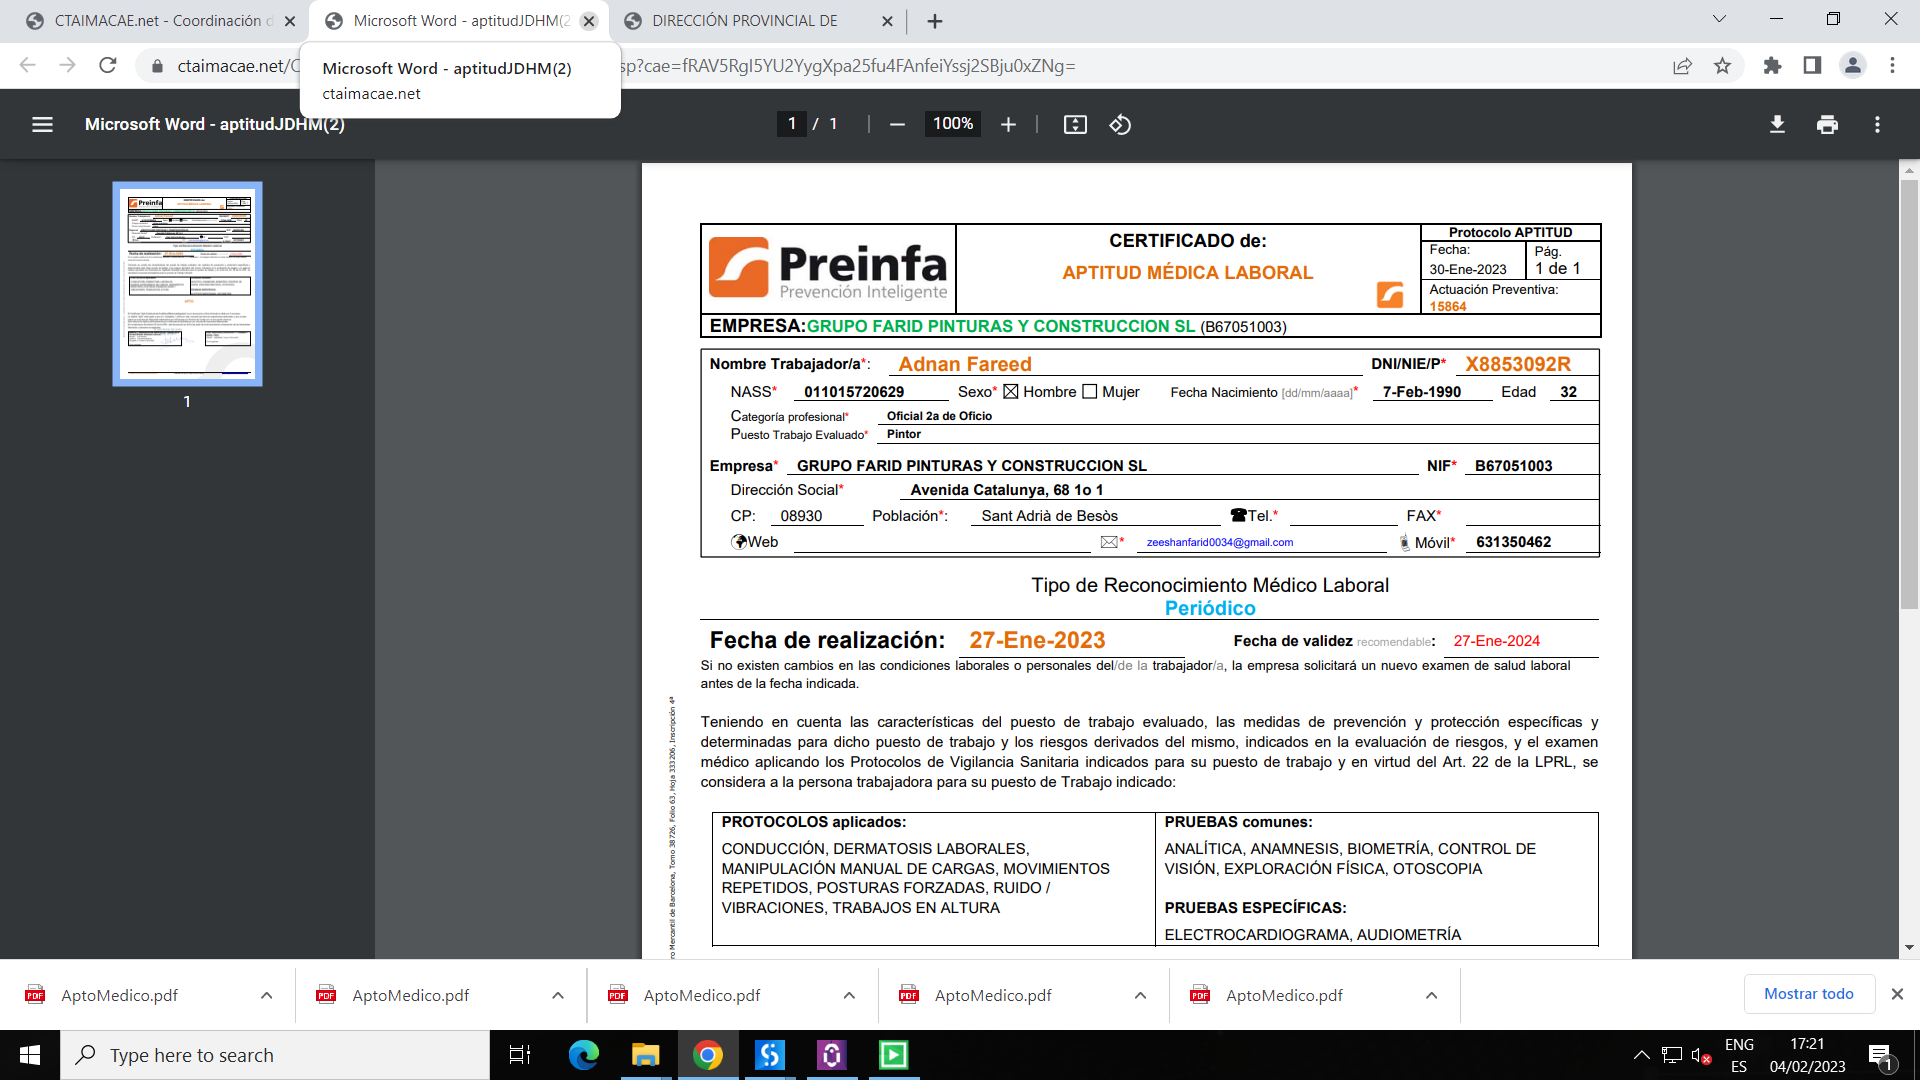 CTAIMACAE.net - Coordinación d
Microsoft Word - aptitudJDHM(2
DIRECCIÓN PROVINCIAL DE
ctaimacae.net/C
sp?cae=fRAV5RgI5YU2YygXpa25fu4FAnfeiYssj2SBju0xZNg=
Microsoft Word - aptitudJDHM(2)
ctaimacae.net
Microsoft Word - aptitudJDHM(2)
1 / 1
100%
1
Preinfa
Prevención Inteligente
CERTIFICADO de:
APTITUD MÉDICA LABORAL
Protocolo APTITUD
Fecha:
30-Ene-2023
Pág.
1 de 1
Actuación Preventiva:
15864
EMPRESA:GRUPO FARID PINTURAS Y CONSTRUCCION SL (B67051003)
Nombre Trabajador/a*: Adnan Fareed DNI/NIE/P* X8853092R
NASS* 011015720629 Sexo* Hombre Mujer Fecha Nacimiento [dd/mm/aaaa]* 7-Feb-1990 Edad 32
Categoría profesional* Oficial 2a de Oficio
Puesto Trabajo Evaluado* Pintor
Empresa* GRUPO FARID PINTURAS Y CONSTRUCCION SL NIF* B67051003
Dirección Social* Avenida Catalunya, 68 1o 1
CP: 08930 Población*: Sant Adrià de Besòs Tel.* FAX*
Web * zeeshanfarid0034@gmail.com Móvil* 631350462
Tipo de Reconocimiento Médico Laboral
Periódico
Fecha de realización: 27-Ene-2023 Fecha de validez recomendable: 27-Ene-2024
Si no existen cambios en las condiciones laborales o personales del/de la trabajador/a, la empresa solicitará un nuevo examen de salud laboral
antes de la fecha indicada.
Teniendo en cuenta las características del puesto de trabajo evaluado, las medidas de prevención y protección específicas y
determinadas para dicho puesto de trabajo y los riesgos derivados del mismo, indicados en la evaluación de riesgos, y el examen
médico aplicando los Protocolos de Vigilancia Sanitaria indicados para su puesto de trabajo y en virtud del Art. 22 de la LPRL, se
considera a la persona trabajadora para su puesto de Trabajo indicado:
ro Mercantil de Barcelona, Tomo 38726, Folio 63, Hoja 333206, Inscripción 4ª
PROTOCOLOS aplicados:
CONDUCCIÓN, DERMATOSIS LABORALES,
MANIPULACIÓN MANUAL DE CARGAS, MOVIMIENTOS
REPETIDOS, POSTURAS FORZADAS, RUIDO /
VIBRACIONES, TRABAJOS EN ALTURA
PRUEBAS comunes:
ANALÍTICA, ANAMNESIS, BIOMETRÍA, CONTROL DE
VISIÓN, EXPLORACIÓN FÍSICA, OTOSCOPIA
PRUEBAS ESPECÍFICAS:
ELECTROCARDIOGRAMA, AUDIOMETRÍA
AptoMedico.pdf
AptoMedico.pdf
AptoMedico.pdf
AptoMedico.pdf
AptoMedico.pdf
Mostrar todo
Type here to search
ENG
ES
17:21
04/02/2023
1